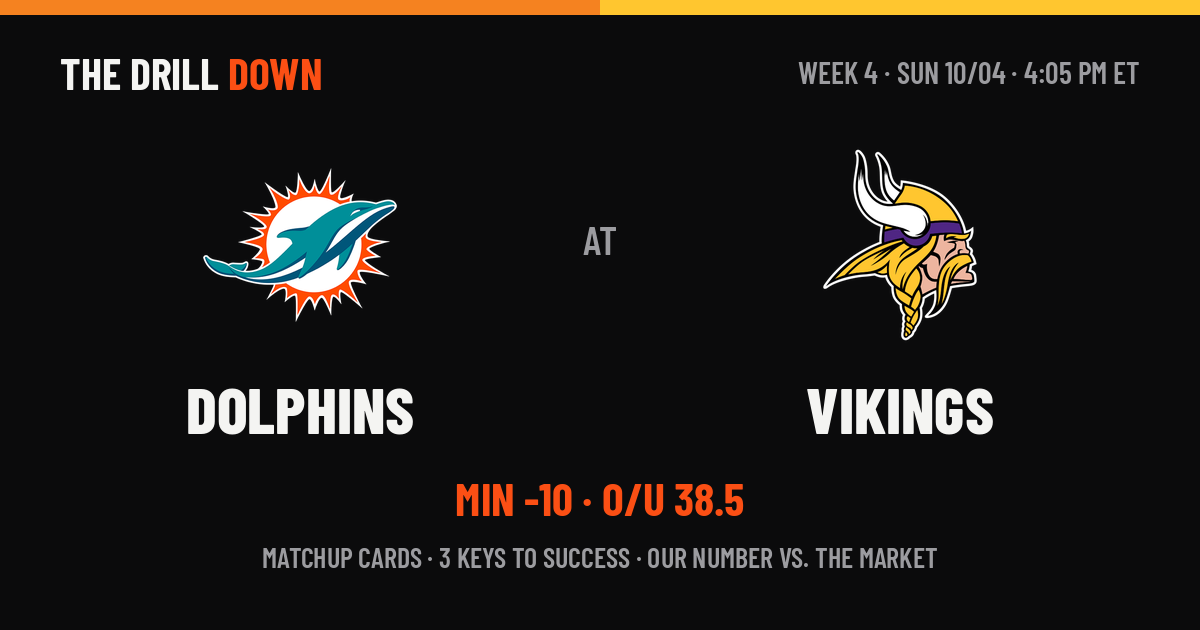 THE DRILL DOWN
WEEK 4 · SUN 10/04 · 4:05 PM ET
AT
DOLPHINS
VIKINGS
MIN -10 · O/U 38.5
MATCHUP CARDS · 3 KEYS TO SUCCESS · OUR NUMBER VS. THE MARKET